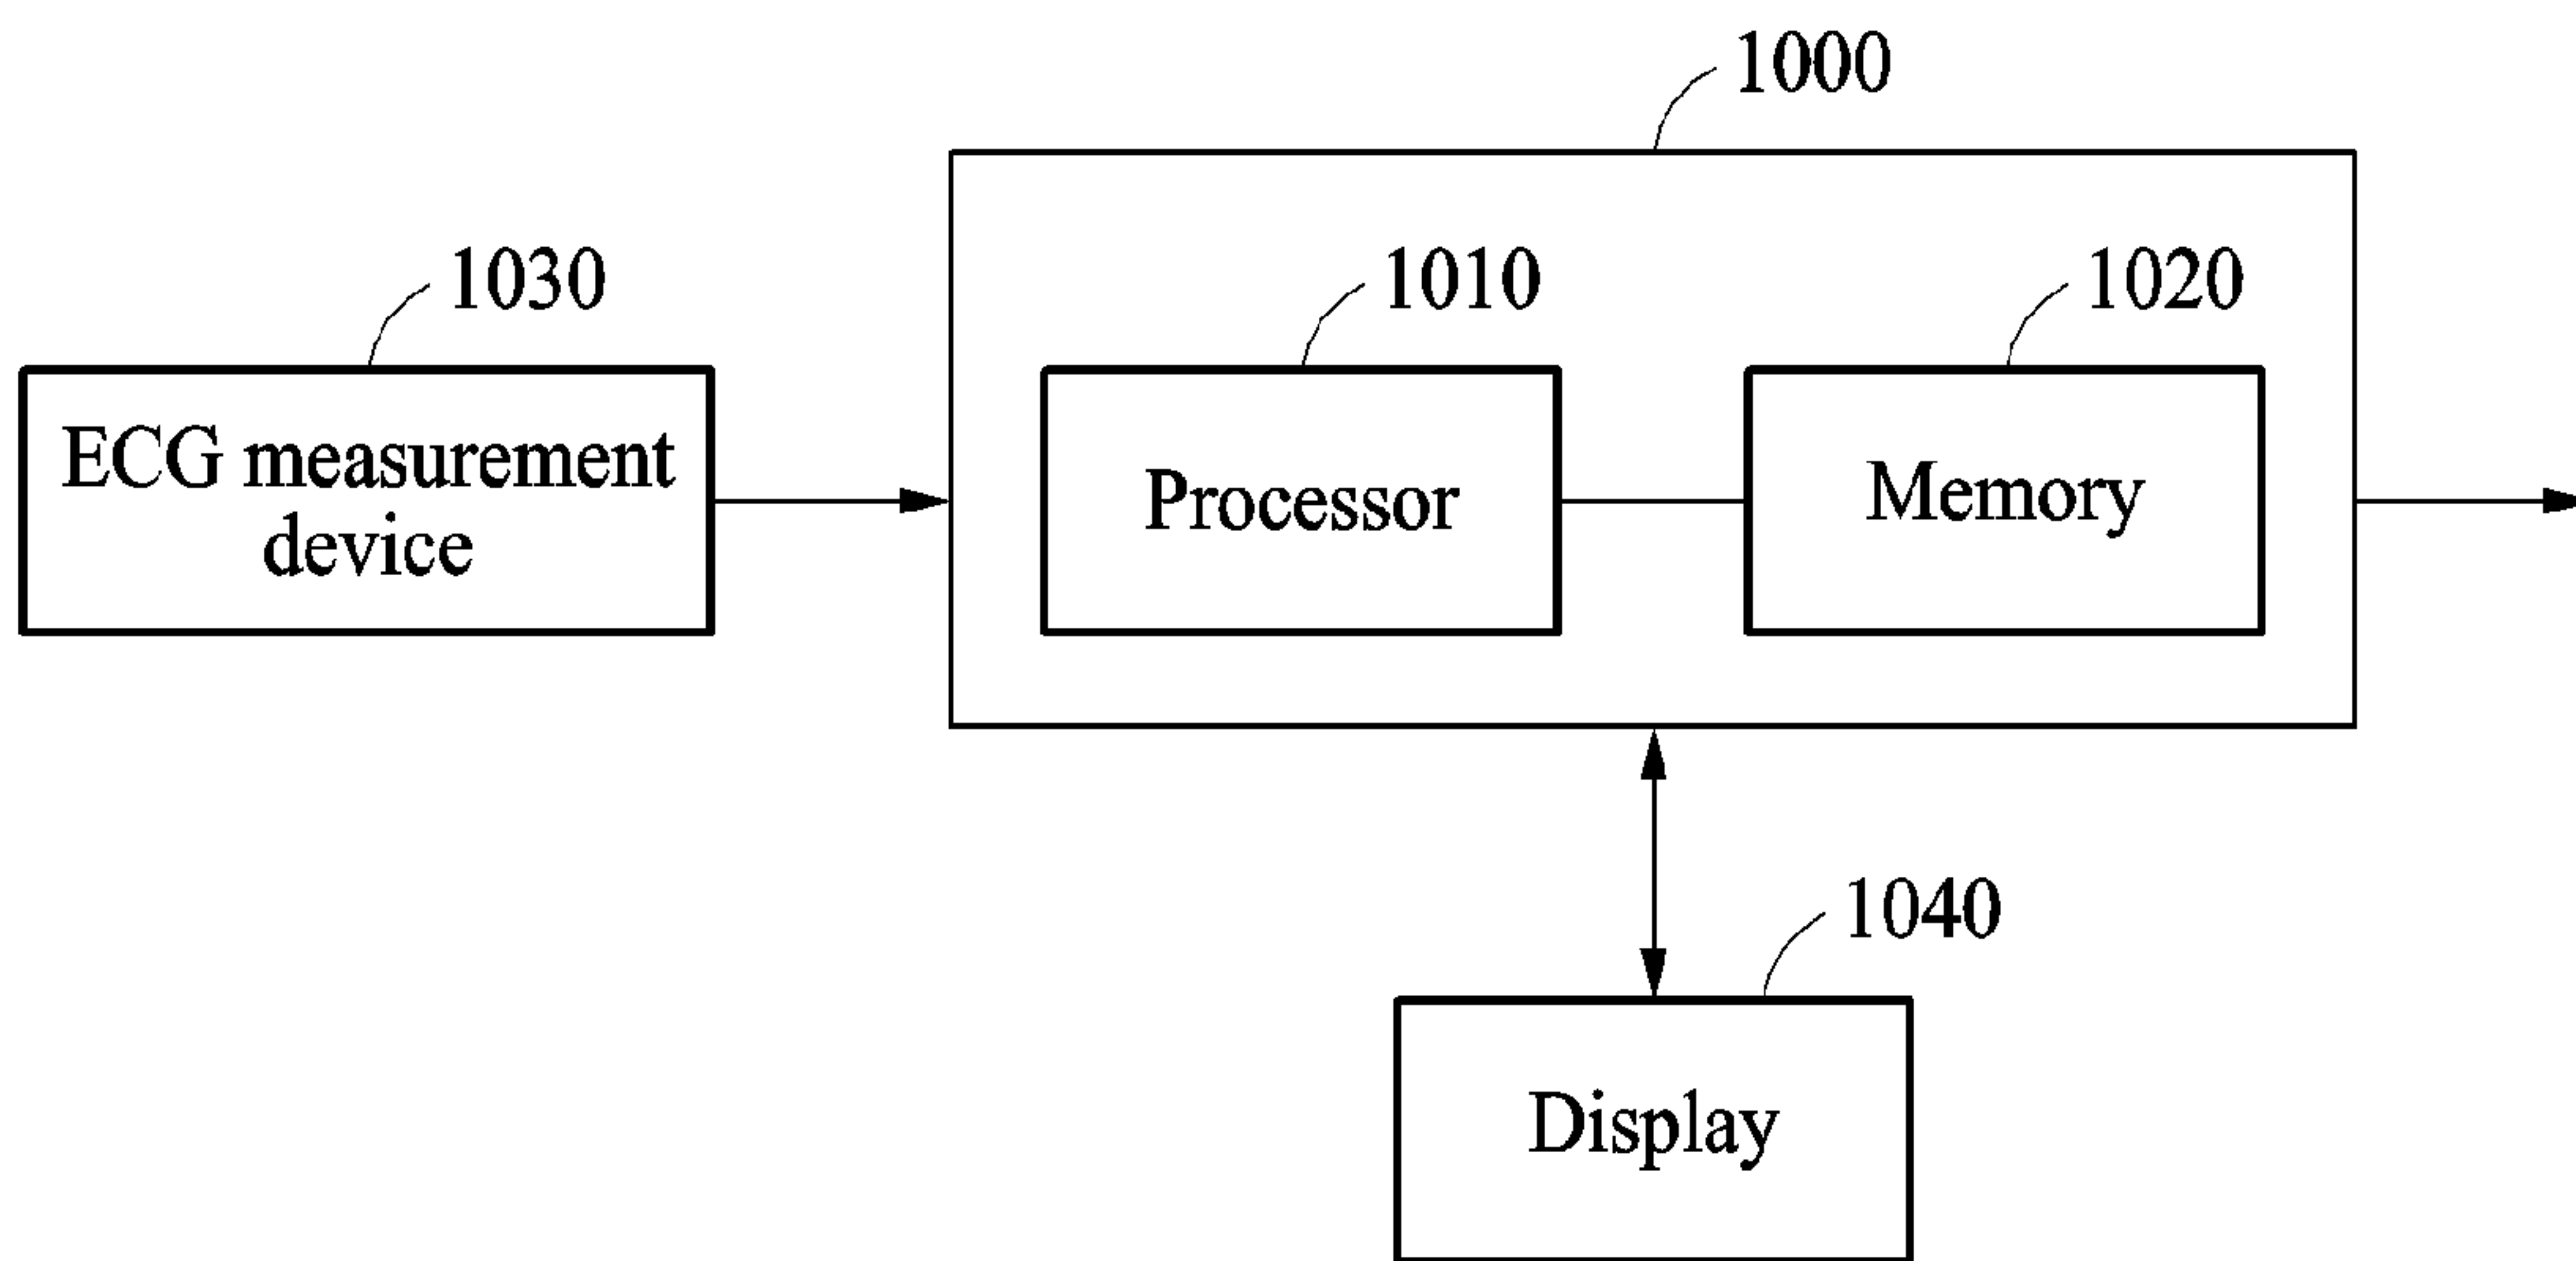 1000
1030
1010
1020
ECG measurement
device
Processor
Memory
1040
Display